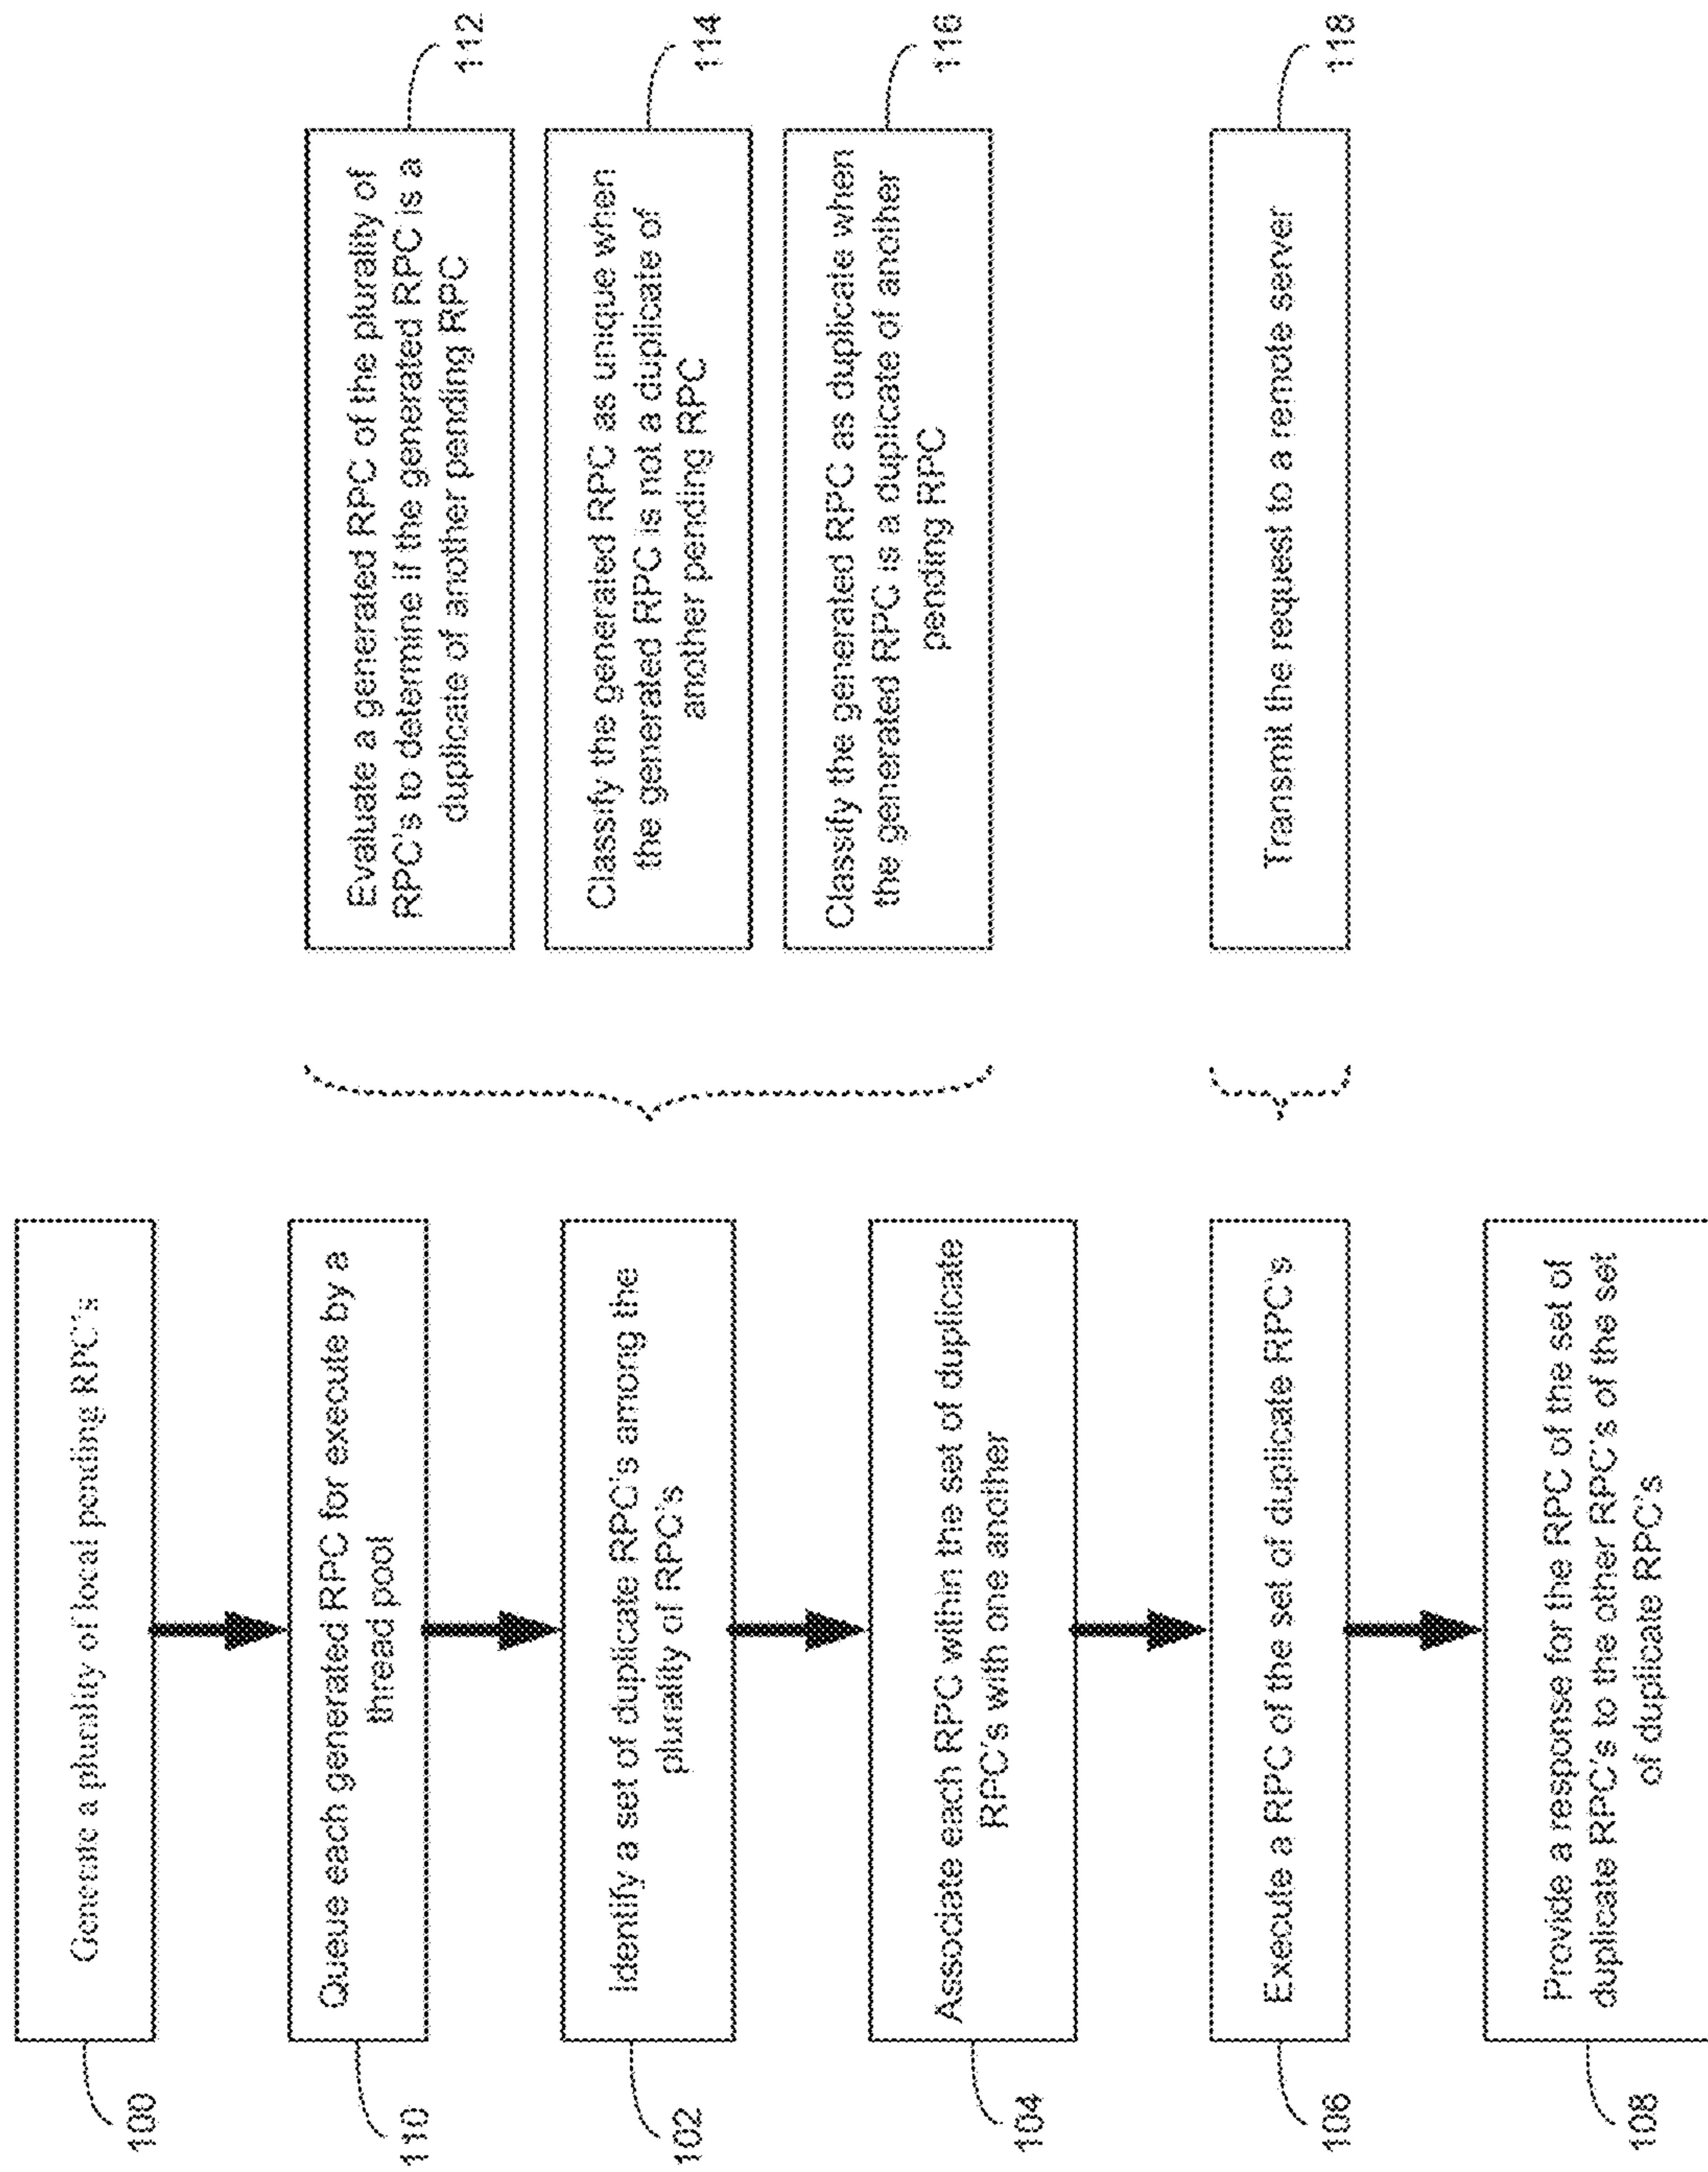 100
Generate a plurality of local pending RPC's
110
Queue each generated RPC for execute by a
thread pool
102
Identify a set of duplicate RPC's among the
plurality of RPC's
104
Associate each RPC within the set of duplicate
RPC's with one another
106
Execute a RPC of the set of duplicate RPC's
108
Provide a response for the RPC of the set of
duplicate RPC's to the other RPC's of the set
of duplicate RPC's
112
Evaluate a generated RPC of the plurality of
RPC's to determine if the generated RPC is a
duplicate of another pending RPC
114
Classify the generated RPC as unique when
the generated RPC is not a duplicate of
another pending RPC
116
Classify the generated RPC as duplicate when
the generated RPC is a duplicate of another
pending RPC
118
Transmit the request to a remote server